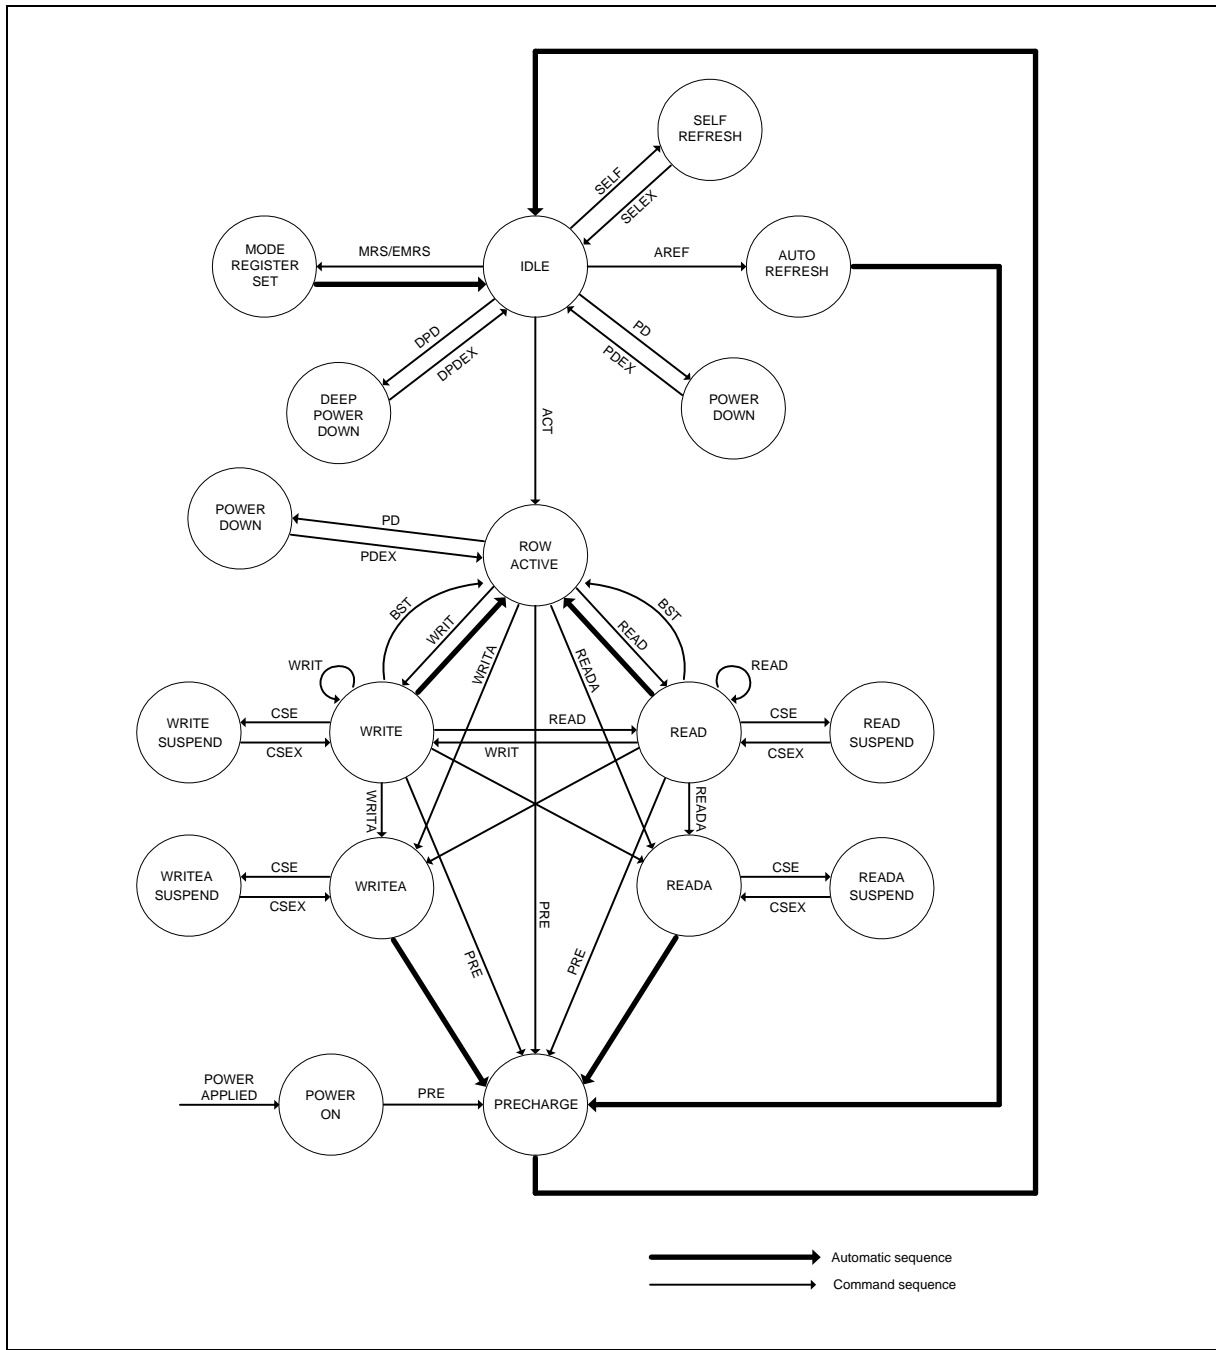 SELF
REFRESH
SELF
SELEX
MODE
REGISTER
SET
MRS/EMRS
IDLE
AREF
AUTO
REFRESH
DPD
DPDEX
PD
PDEX
DEEP
POWER
DOWN
ACT
POWER
DOWN
POWER
DOWN
PD
PDEX
ROW
ACTIVE
BST
WRIT
WRITA
READ
READA
BST
WRIT
READ
WRITE
SUSPEND
CSE
CSEX
WRITE
READ
WRIT
READ
CSE
CSEX
READ
SUSPEND
WRITA
READA
WRITEA
SUSPEND
CSE
CSEX
WRITEA
READA
CSE
CSEX
READA
SUSPEND
PRE
PRE
PRE
POWER
APPLIED
POWER
ON
PRE
PRECHARGE
Automatic sequence
Command sequence